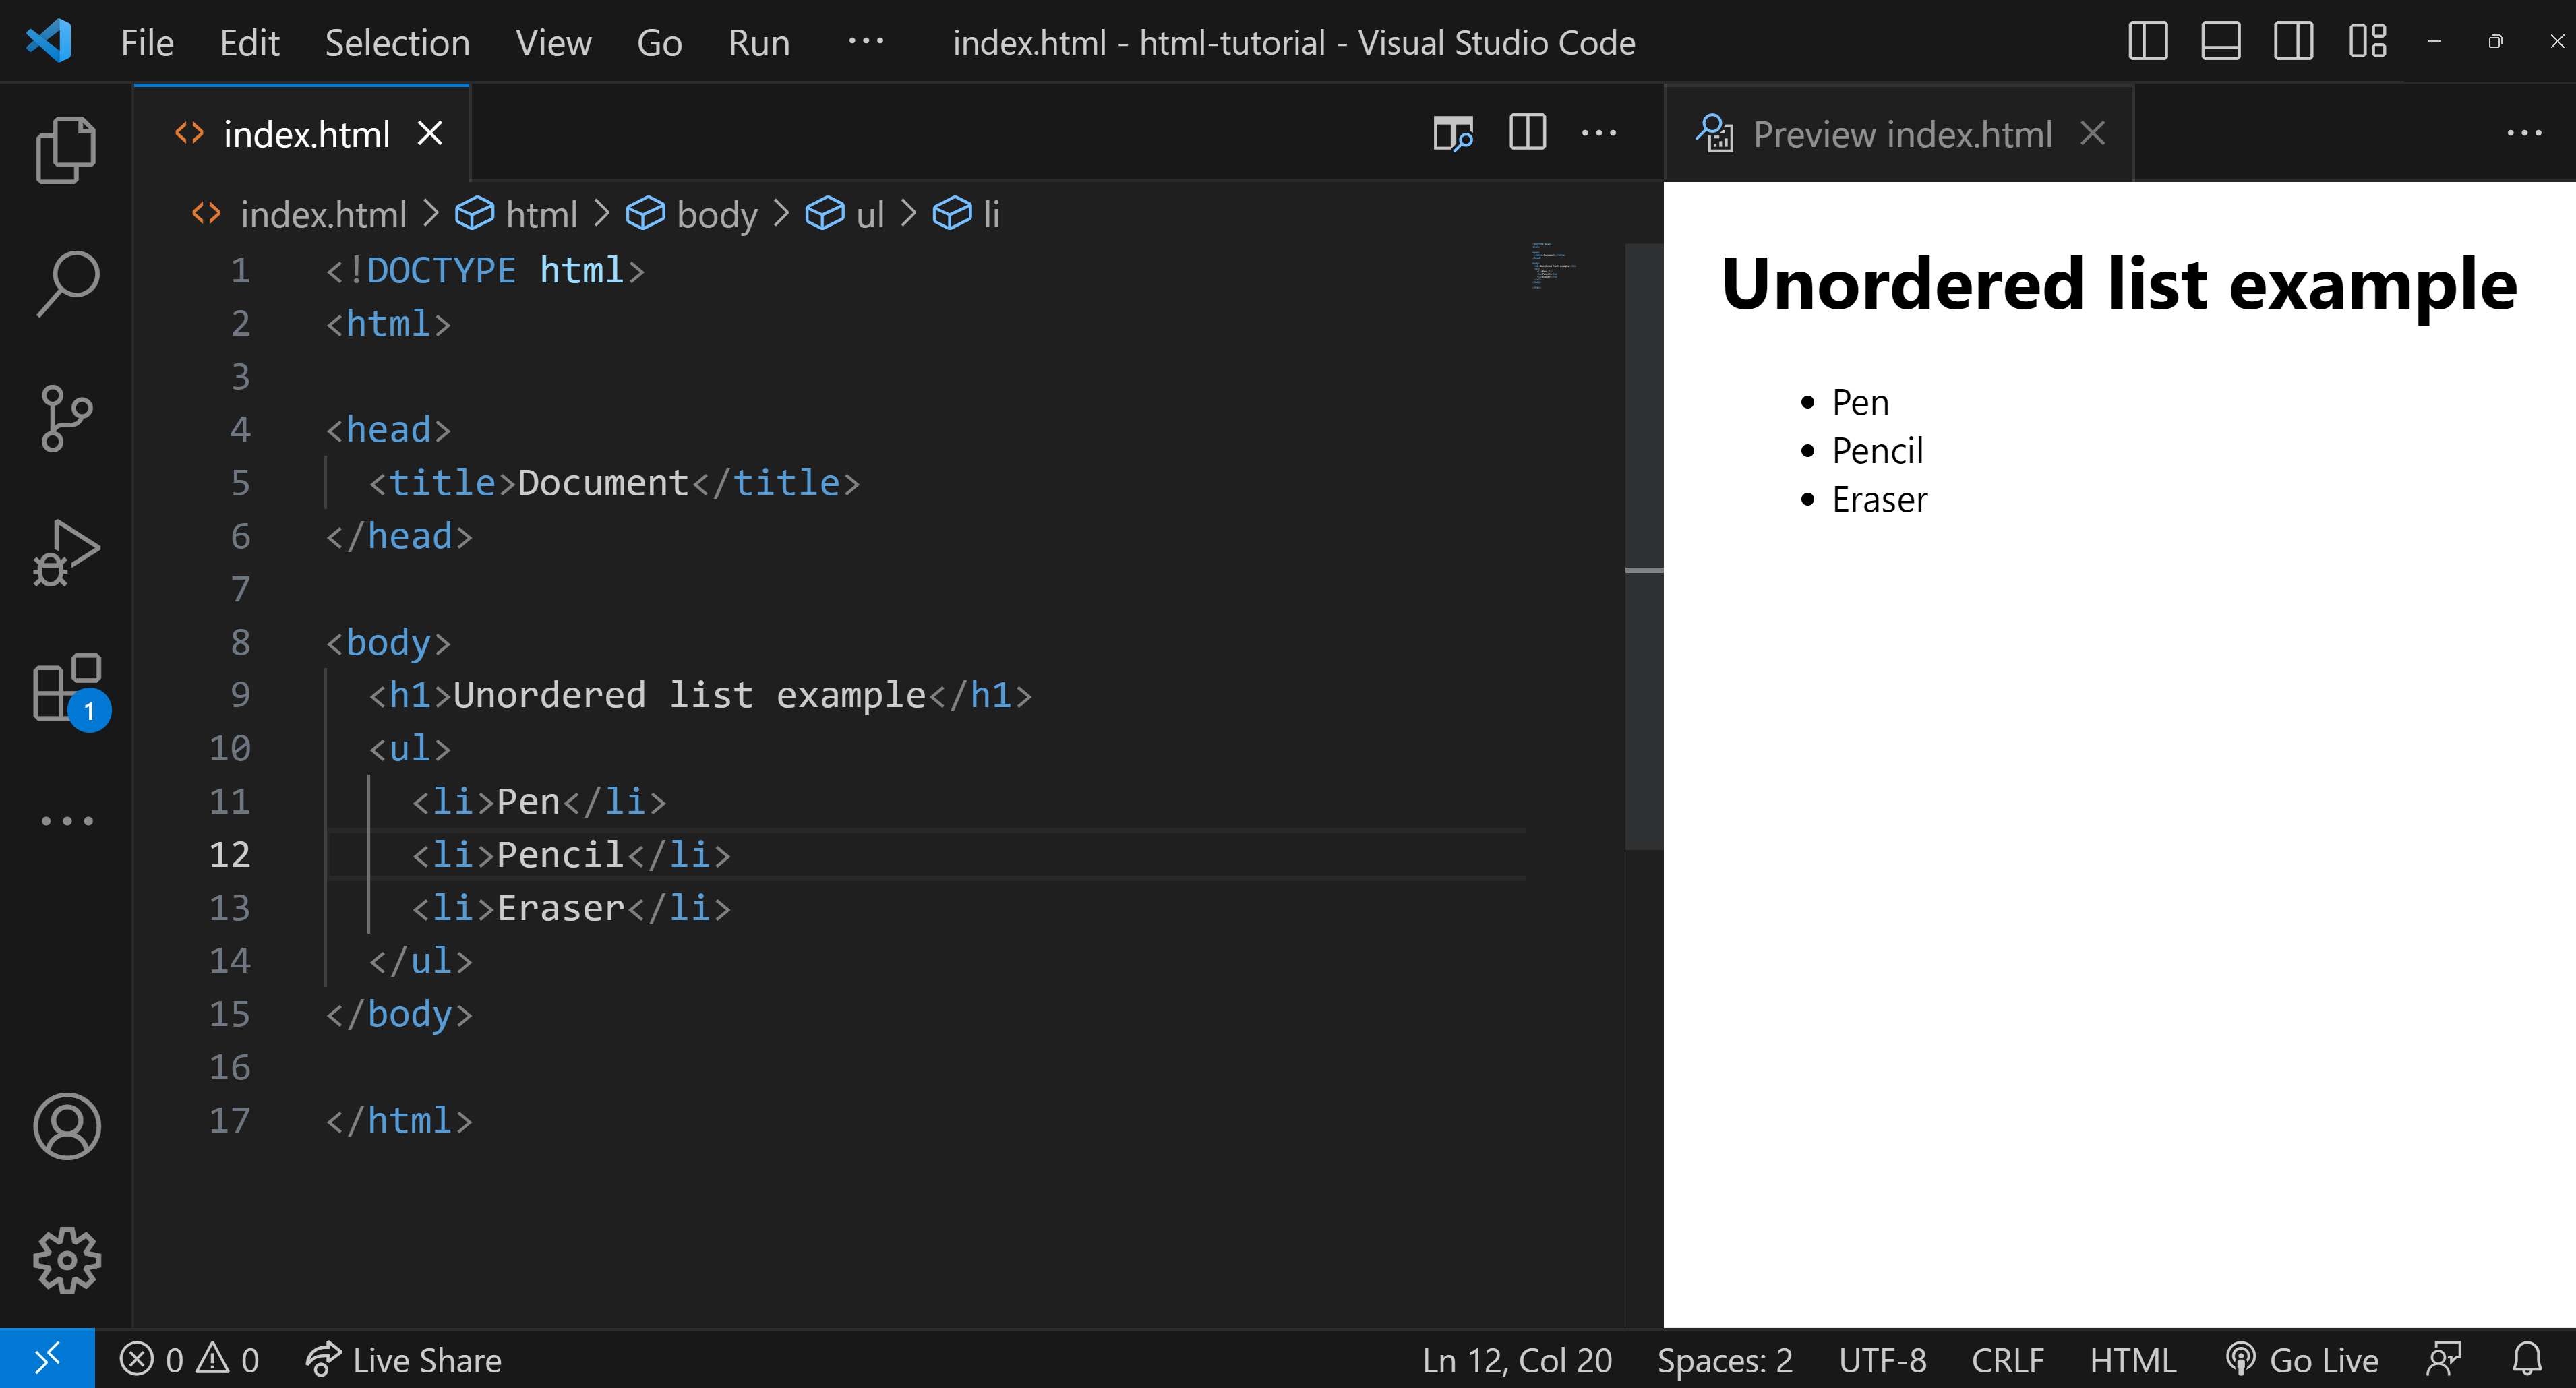 File Edit Selection View Go Run ··· index.html - html-tutorial - Visual Studio Code
index.html
Preview index.html
index.html > html > body > ul > li
1 <!DOCTYPE html>
2 <html>
3
4 <head>
5 <title>Document</title>
6 </head>
7
8 <body>
9 <h1>Unordered list example</h1>
10 <ul>
11 <li>Pen</li>
12 <li>Pencil</li>
13 <li>Eraser</li>
14 </ul>
15 </body>
16
17 </html>
1
Unordered list example
• Pen
• Pencil
• Eraser
0 0 Live Share Ln 12, Col 20 Spaces: 2 UTF-8 CRLF HTML Go Live